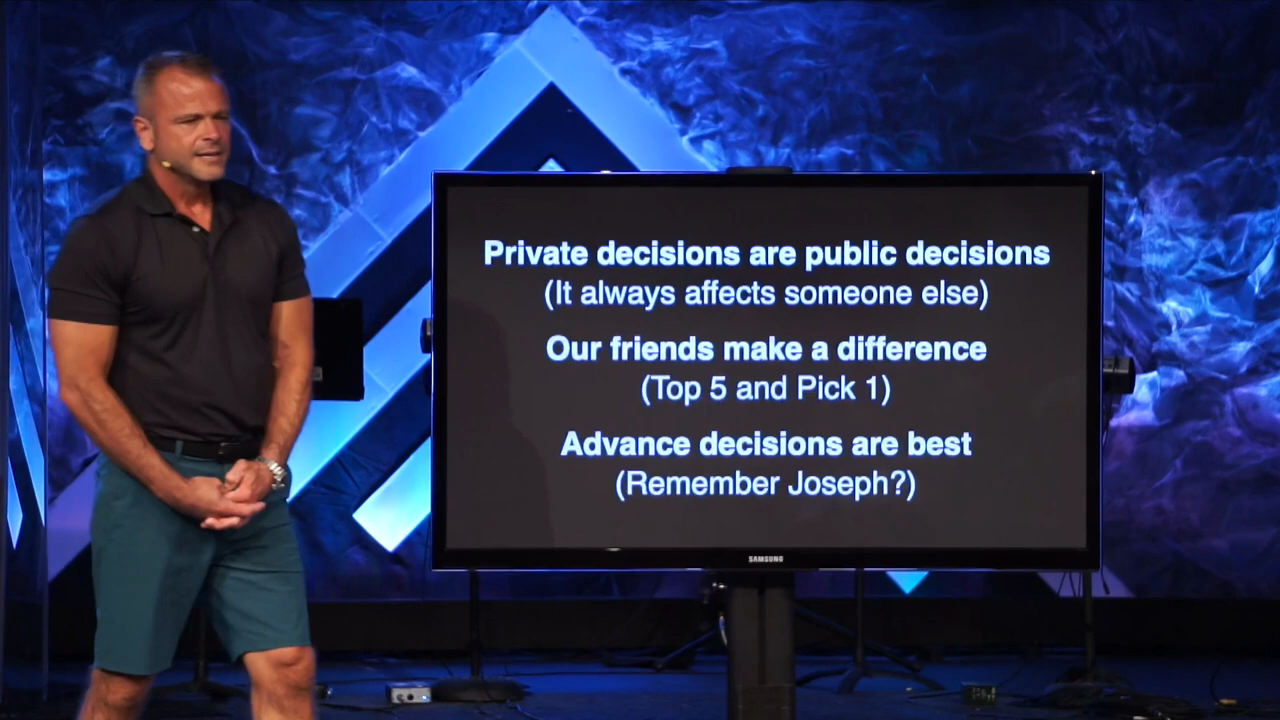 Private decisions are public decisions
(It always affects someone else)
Our friends make a difference
(Top 5 and Pick 1)
Advance decisions are best
(Remember Joseph?)
SAMSUNG